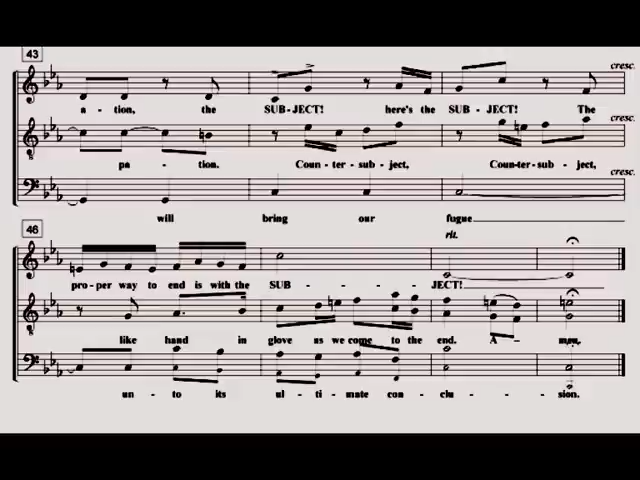 43
cresc.
a - tion, the SUB - JECT! here's the SUB - JECT! The
cresc.
pa - tion. Coun - ter - sub - ject, Coun-ter-sub - ject,
cresc.
will bring our fugue
46
rit.
pro - per way to end is with the SUB - - - - JECT!
like hand in glove as we come to the end. A - men.
un - to its ul - ti - mate con - clu - - sion.